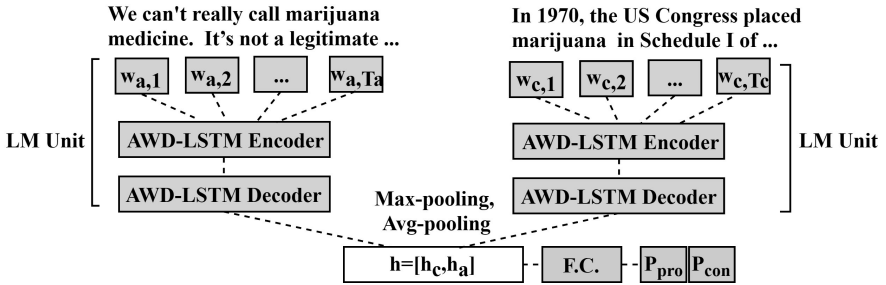 We can't really call marijuana
medicine.  It’s not a legitimate ...
In 1970, the US Congress placed
marijuana  in Schedule I of ...
wa,1 wa,2 ... wa,Ta
wc,1 wc,2 ... wc,Tc
LM Unit
AWD-LSTM Encoder
AWD-LSTM Encoder
LM Unit
AWD-LSTM Decoder
AWD-LSTM Decoder
Max-pooling,
Avg-pooling
h=[hc,ha]
F.C.
Ppro
Pcon